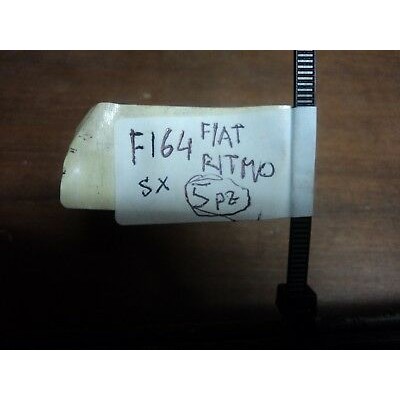 F164 FIAT
RITMO
SX 5pz